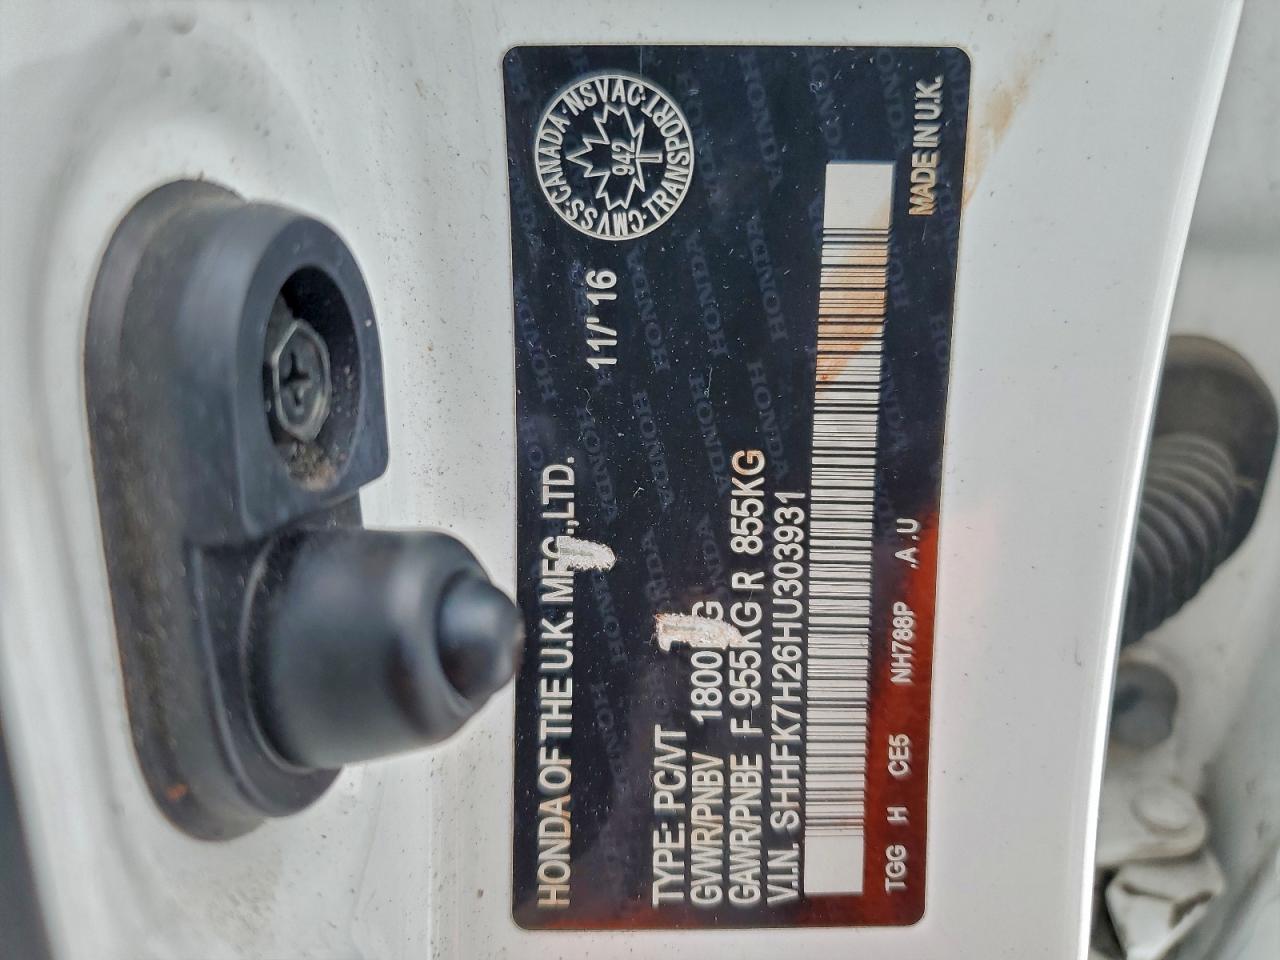 HONDA OF THE U.K. MFG.,LTD.
11/' 16
CANADA·NSVAC·TRANSPORT·CMVSS·
942
TYPE: PC/VT
GVWR/PNBV 1800 G
GAWR/PNBE F 955KG R 855KG
V.I.N. SHHFK7H26HU303931
TGG H CE5 NH788P .A .U
MADE IN U.K.